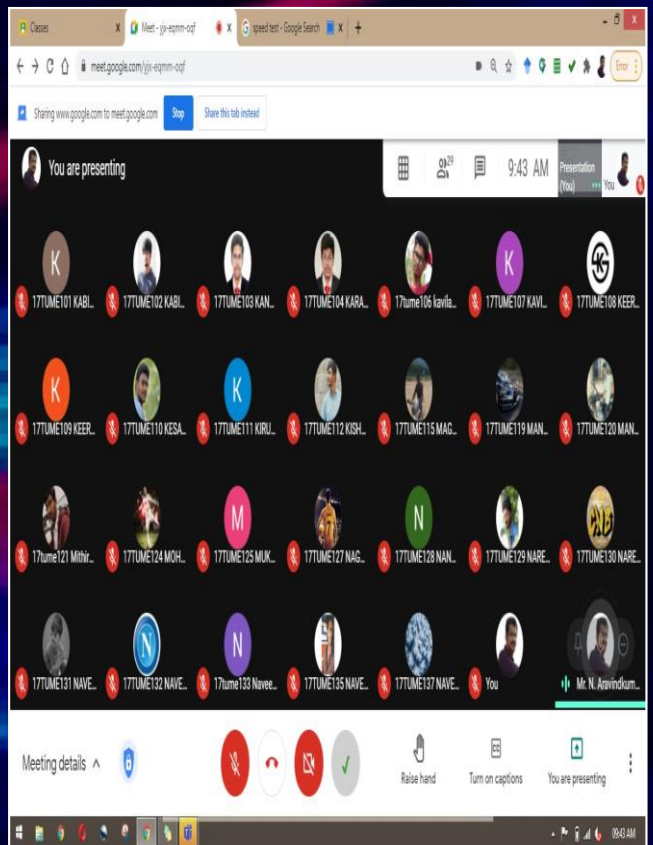 Classes
Meet - yjx-eqmm-oqf
speed test - Google Search
meet.google.com/yjx-eqmm-oqf
Error
Sharing www.google.com to meet.google.com
Stop
Share this tab instead
You are presenting
29
9:43 AM
Presentation
(You)
You
K
K
17TUME101 KABI...
17TUME102 KABI...
17TUME103 KAN...
17TUME104 KARA...
17tume106 kavila...
17TUME107 KAVI...
17TUME108 KEER...
K
K
17TUME109 KEER...
17TUME110 KESA...
17TUME111 KIRU...
17TUME112 KISH...
17TUME115 MAG...
17TUME119 MAN...
17TUME120 MAN...
M
N
17tume121 Mithir...
17TUME124 MOH...
17TUME125 MUK...
17TUME127 NAG...
17TUME128 NAN...
17TUME129 NARE...
17TUME130 NARE...
N
N
17TUME131 NAVE...
17TUME132 NAVE...
17tume133 Navee...
17TUME135 NAVE...
17TUME137 NAVE...
You
Mr. N. Aravindkum...
Meeting details
Raise hand
Turn on captions
You are presenting
09:43 AM